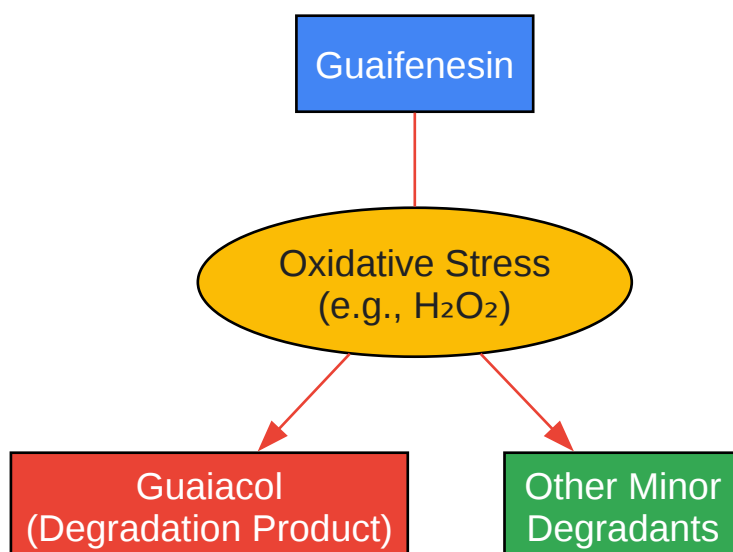 Guaifenesin
Oxidative Stress
(e.g., H₂O₂)
Guaiacol
(Degradation Product)
Other Minor
Degradants